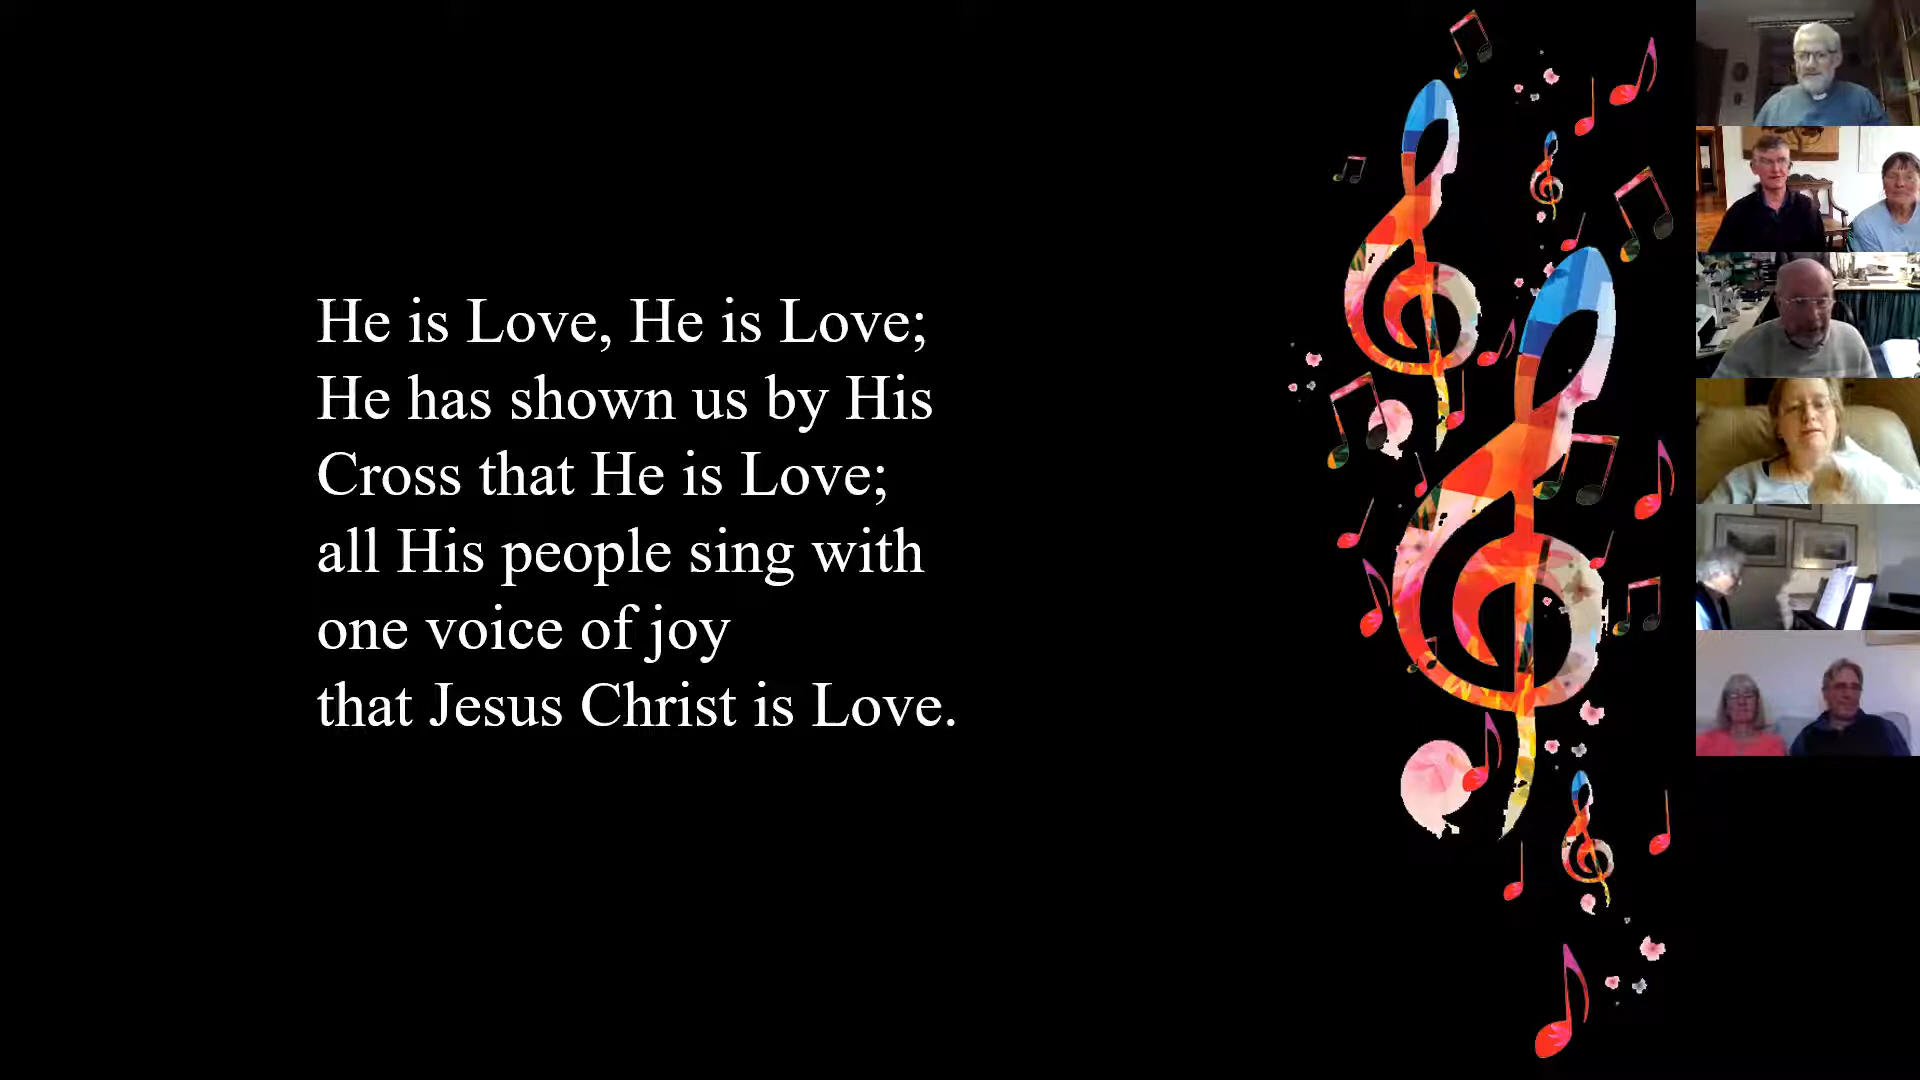 He is Love, He is Love;
He has shown us by His
Cross that He is Love;
all His people sing with
one voice of joy
that Jesus Christ is Love.